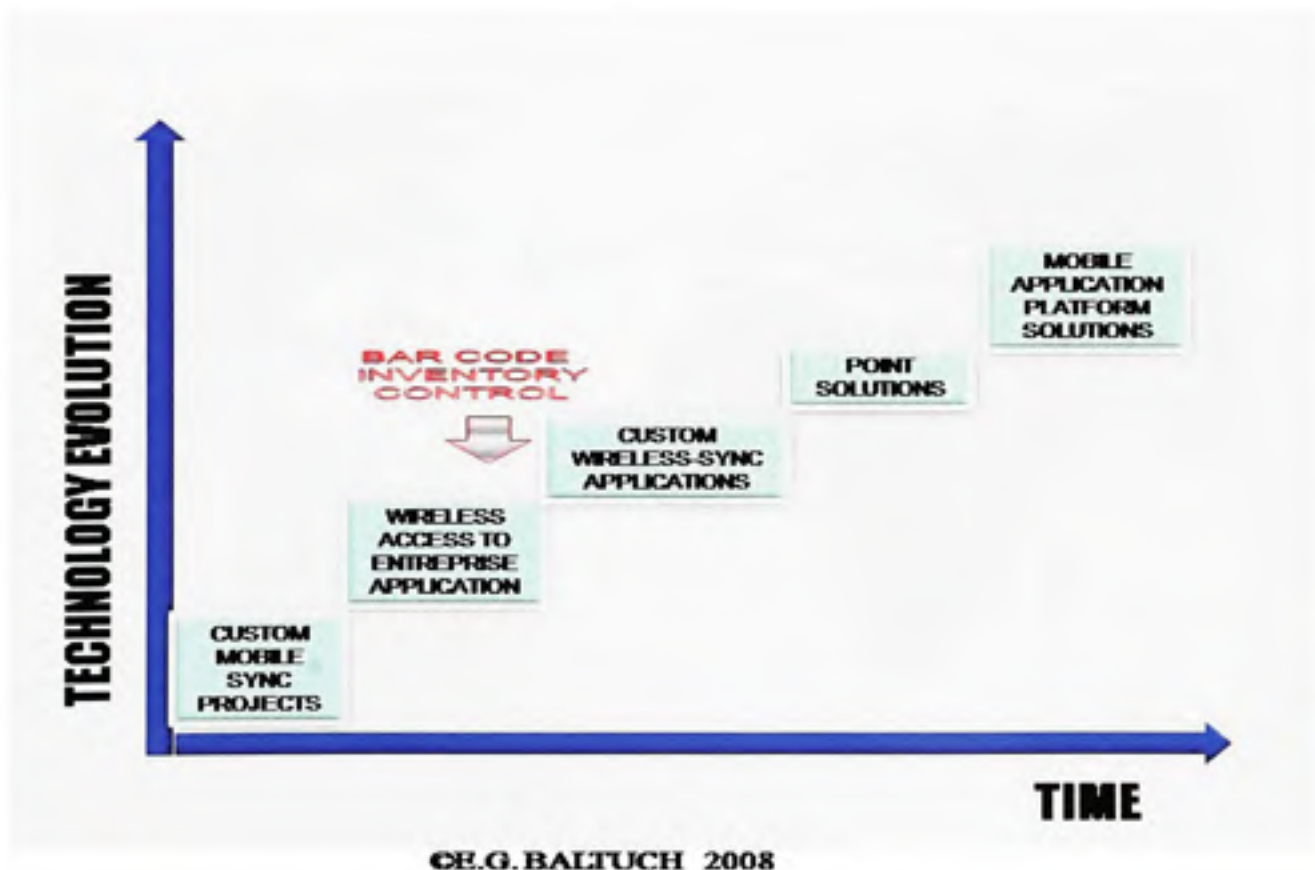 TECHNOLOGY EVOLUTION
MOBILE
APPLICATION
PLATFORM
SOLUTIONS
POINT
SOLUTIONS
BAR CODE
INVENTORY
CONTROL
CUSTOM
WIRELESS-SYNC
APPLICATIONS
WIRELESS
ACCESS TO
ENTREPRISE
APPLICATION
CUSTOM
MOBILE
SYNC
PROJECTS
TIME
©E.G. BALTUCH 2008